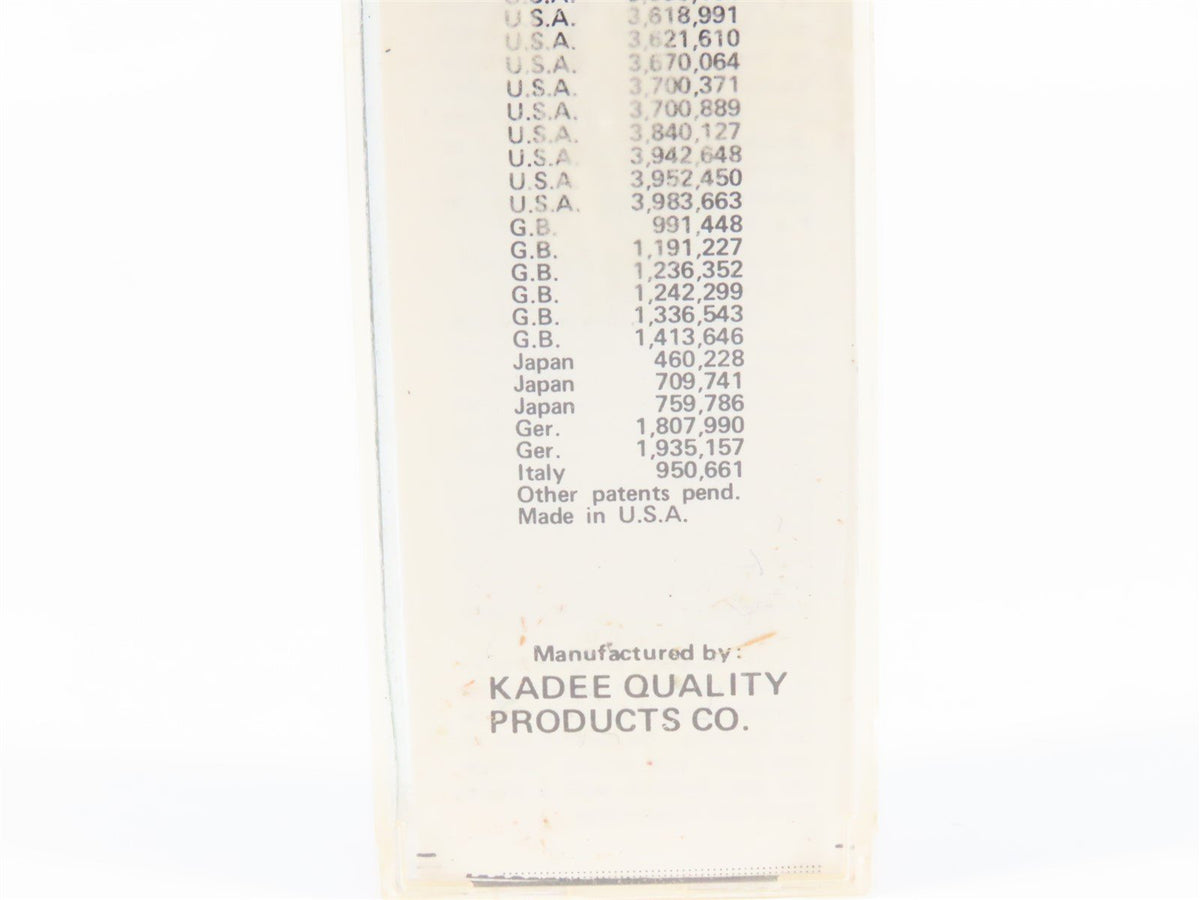 U.S.A. 3,618,991
U.S.A. 3,621,610
U.S.A. 3,670,064
U.S.A. 3,700,371
U.S.A. 3,700,889
U.S.A. 3,840,127
U.S.A. 3,942,648
U.S.A. 3,952,450
U.S.A. 3,983,663
G.B. 991,448
G.B. 1,191,227
G.B. 1,236,352
G.B. 1,242,299
G.B. 1,336,543
G.B. 1,413,646
Japan 460,228
Japan 709,741
Japan 759,786
Ger. 1,807,990
Ger. 1,935,157
Italy 950,661
Other patents pend.
Made in U.S.A.
Manufactured by:
KADEE QUALITY
PRODUCTS CO.